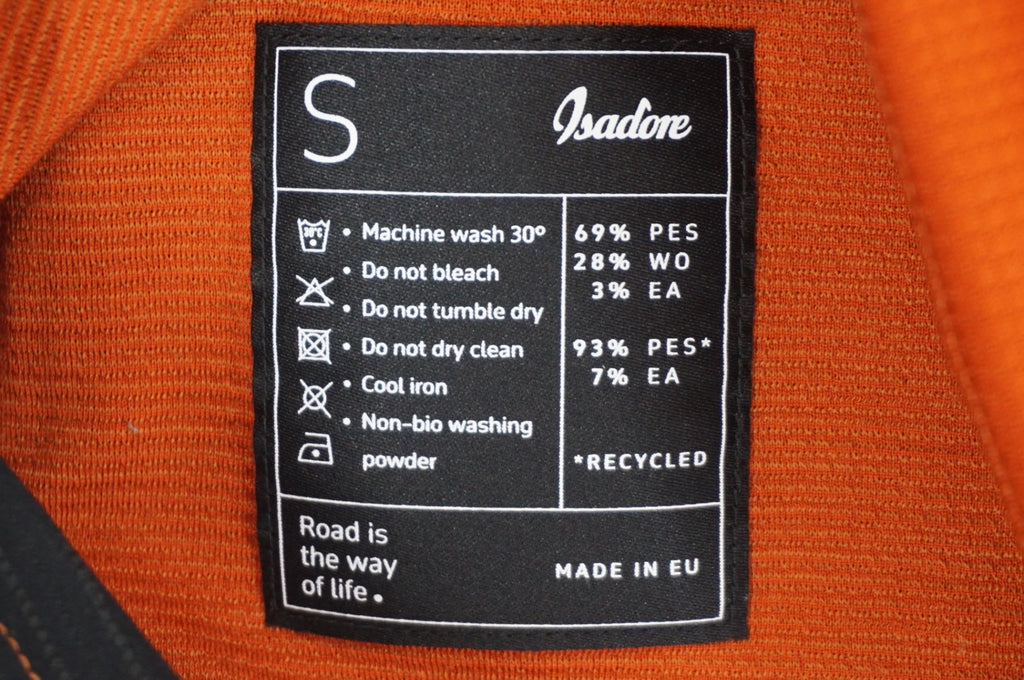 S
Isadore
30°C
• Machine wash 30º
• Do not bleach
• Do not tumble dry
• Do not dry clean
• Cool iron
• Non-bio washing
powder
69% PES
28% WO
3% EA
93% PES*
7% EA
*RECYCLED
Road is
the way
of life.
MADE IN EU